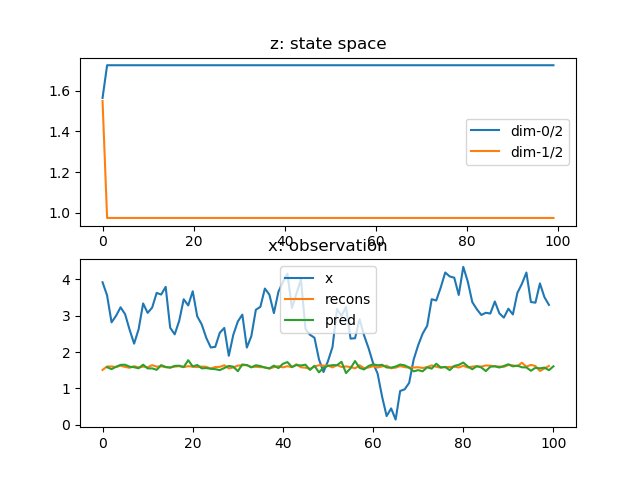 z: state space
1.6
1.4
1.2
1.0
dim-0/2
dim-1/2
0 20 40 60 80 100
x: observation
4
3
2
1
0
x
recons
pred
0 20 40 60 80 100